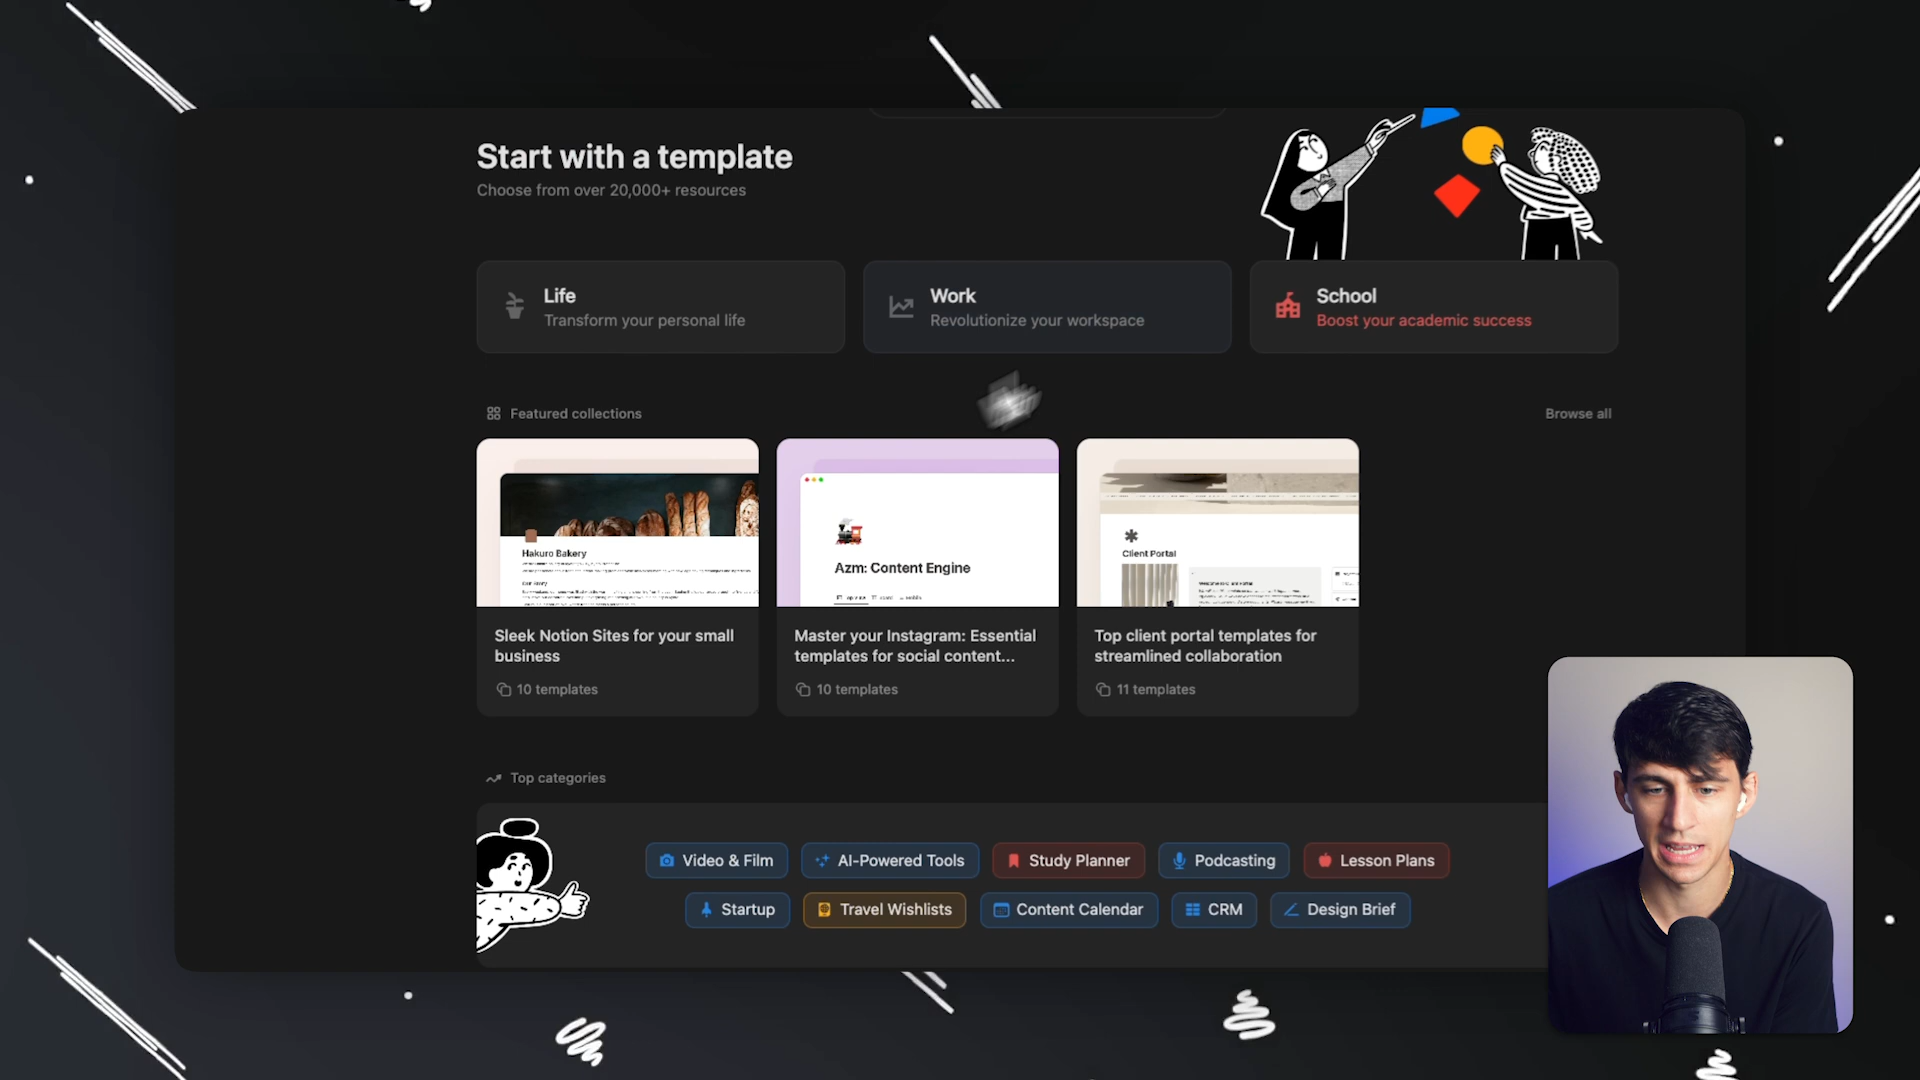 Start with a template
Choose from over 20,000+ resources
Life
Transform your personal life
Work
Revolutionize your workspace
School
Boost your academic success
Featured collections
Browse all
Hakuro Bakery
Our Story
Azm: Content Engine
Client Portal
Sleek Notion Sites for your small
business
10 templates
Master your Instagram: Essential
templates for social content...
10 templates
Top client portal templates for
streamlined collaboration
11 templates
Top categories
Video & Film
AI-Powered Tools
Study Planner
Podcasting
Lesson Plans
Startup
Travel Wishlists
Content Calendar
CRM
Design Brief